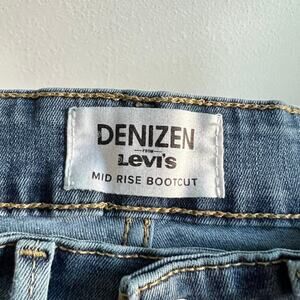 DENIZEN
FROM
Levi's
MID RISE BOOTCUT